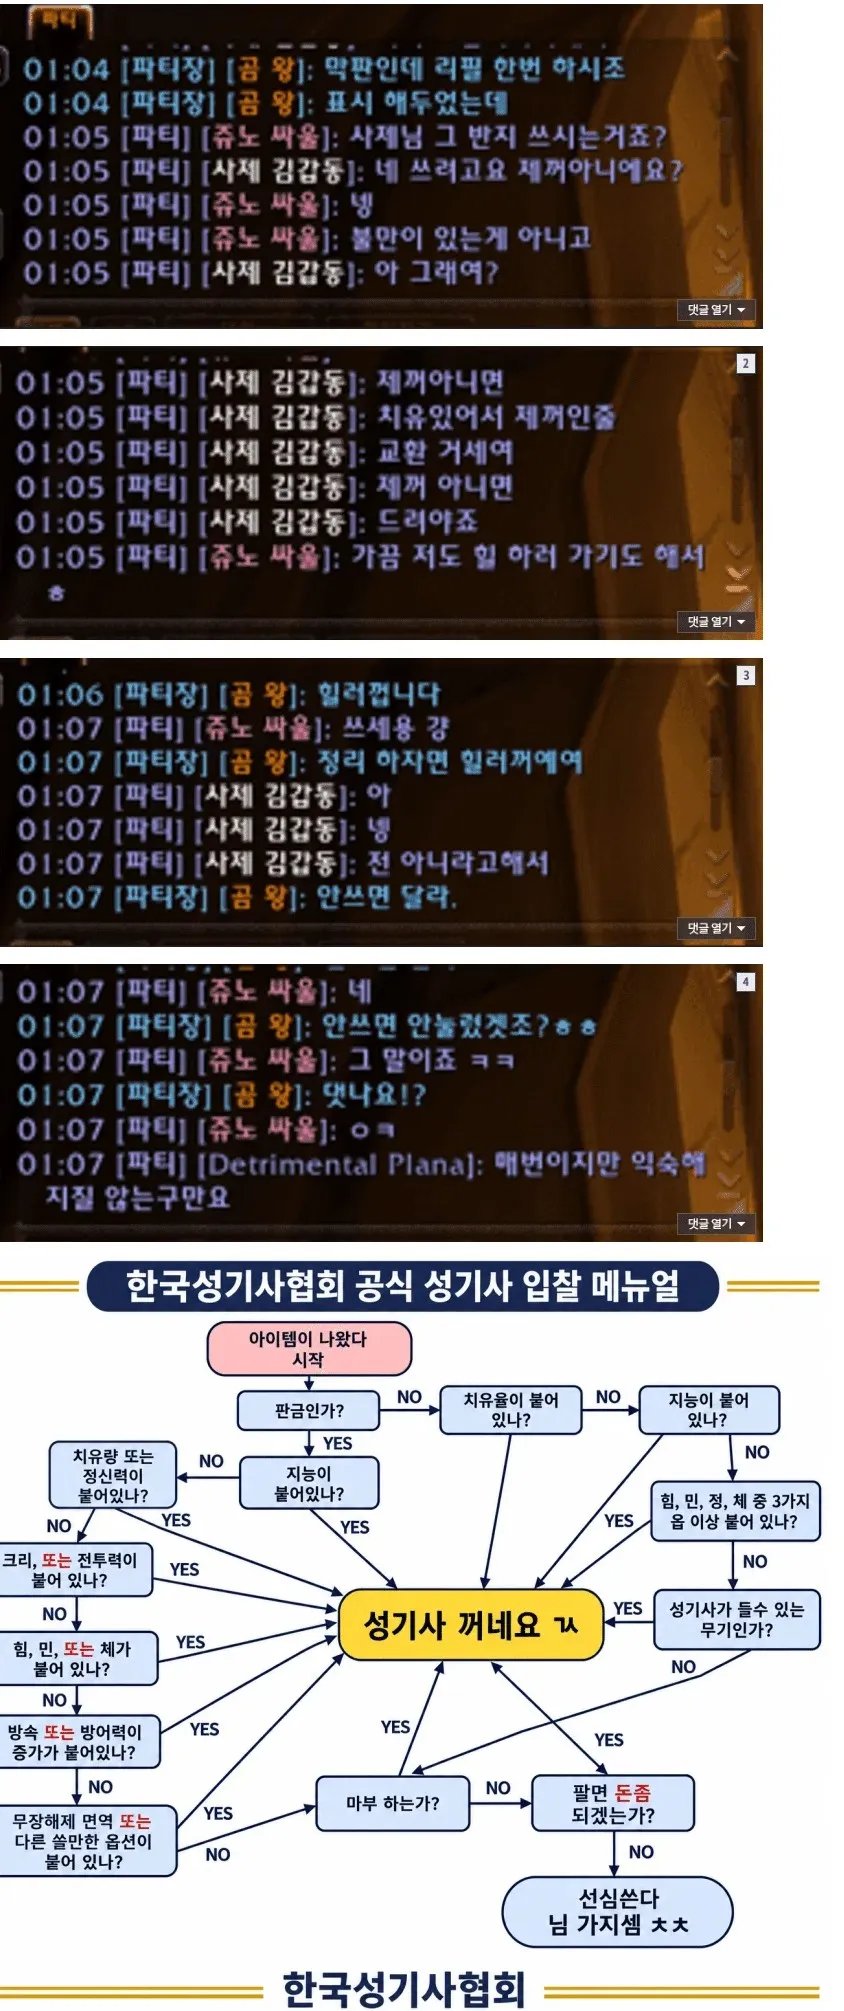 파티
01:04 [파티장] [곰 왕]: 막판인데 리필 한번 하시조
01:04 [파티장] [곰 왕]: 표시 해두었는데
01:05 [파티] [쥬노 싸울]: 사제님 그 반지 쓰시는거죠?
01:05 [파티] [사제 김갑동]: 네 쓰려고요 제꺼아니에요?
01:05 [파티] [쥬노 싸울]: 넹
01:05 [파티] [쥬노 싸울]: 불만이 있는게 아니고
01:05 [파티] [사제 김갑동]: 아 그래여?
댓글 열기
2
01:05 [파티] [사제 김갑동]: 제꺼아니면
01:05 [파티] [사제 김갑동]: 치유있어서 제꺼인줄
01:05 [파티] [사제 김갑동]: 교환 거세여
01:05 [파티] [사제 김갑동]: 제꺼 아니면
01:05 [파티] [사제 김갑동]: 드리야죠
01:05 [파티] [쥬노 싸울]: 가끔 저도 힐 하러 가기도 해서
ㅎ
댓글 열기
3
01:06 [파티장] [곰 왕]: 힐러껍니다
01:07 [파티] [쥬노 싸울]: 쓰세용 걍
01:07 [파티장] [곰 왕]: 정리 하자면 힐러꺼예여
01:07 [파티] [사제 김갑동]: 아
01:07 [파티] [사제 김갑동]: 넹
01:07 [파티] [사제 김갑동]: 전 아니라고해서
01:07 [파티장] [곰 왕]: 안쓰면 달라.
댓글 열기
4
01:07 [파티] [쥬노 싸울]: 네
01:07 [파티장] [곰 왕]: 안쓰면 안눌렀겟조?ㅎㅎ
01:07 [파티] [쥬노 싸울]: 그 말이죠 ㅋㅋ
01:07 [파티장] [곰 왕]: 댓나요!?
01:07 [파티] [쥬노 싸울]: ㅇㅋ
01:07 [파티] [Detrimental Plana]: 매번이지만 익숙해
지질 않는구만요
댓글 열기
한국성기사협회 공식 성기사 입찰 메뉴얼
아이템이 나왔다
시작
판금인가?
NO
치유율이 붙어
있나?
NO
지능이 붙어
있나?
YES
NO
치유량 또는
정신력이
붙어있나?
NO
지능이
붙어있나?
힘, 민, 정, 체 중 3가지
옵 이상 붙어 있나?
NO
YES
YES
YES
크리, 또는 전투력이
붙어 있나?
YES
NO
NO
성기사 꺼네요 ㄳ
YES
성기사가 들수 있는
무기인가?
힘, 민, 또는 체가
붙어 있나?
YES
NO
NO
방속 또는 방어력이
증가가 붙어있나?
YES
YES
YES
NO
마부 하는가?
NO
팔면 돈좀
되겠는가?
무장해제 면역 또는
다른 쓸만한 옵션이
붙어 있나?
YES
NO
NO
선심쓴다
님 가지셈 ㅊㅊ
한국성기사협회